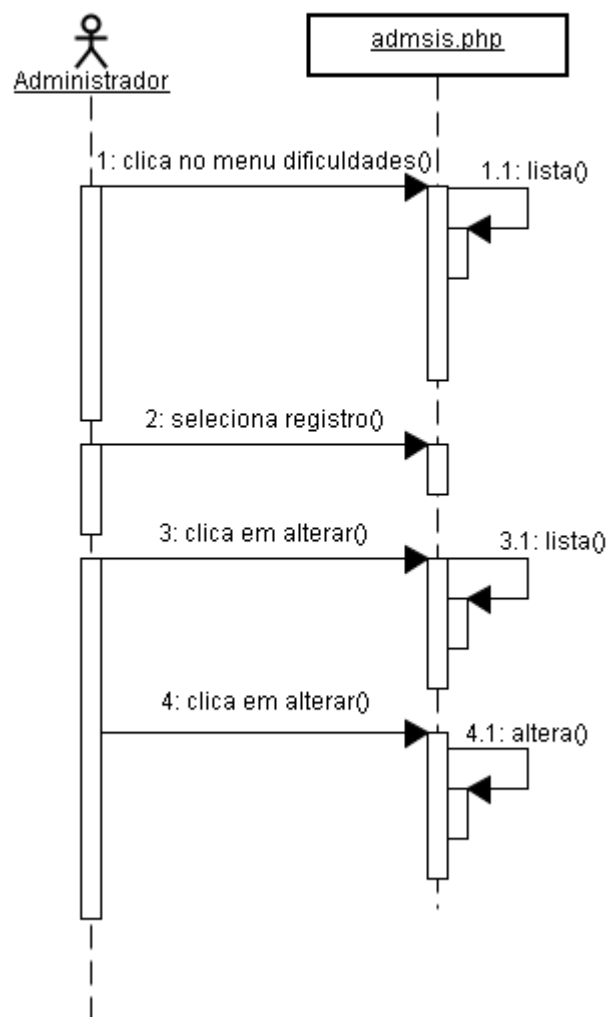 admsis.php
Administrador
1: clica no menu dificuldades()
1.1: lista()
2: seleciona registro()
3: clica em alterar()
3.1: lista()
4: clica em alterar()
4.1: altera()